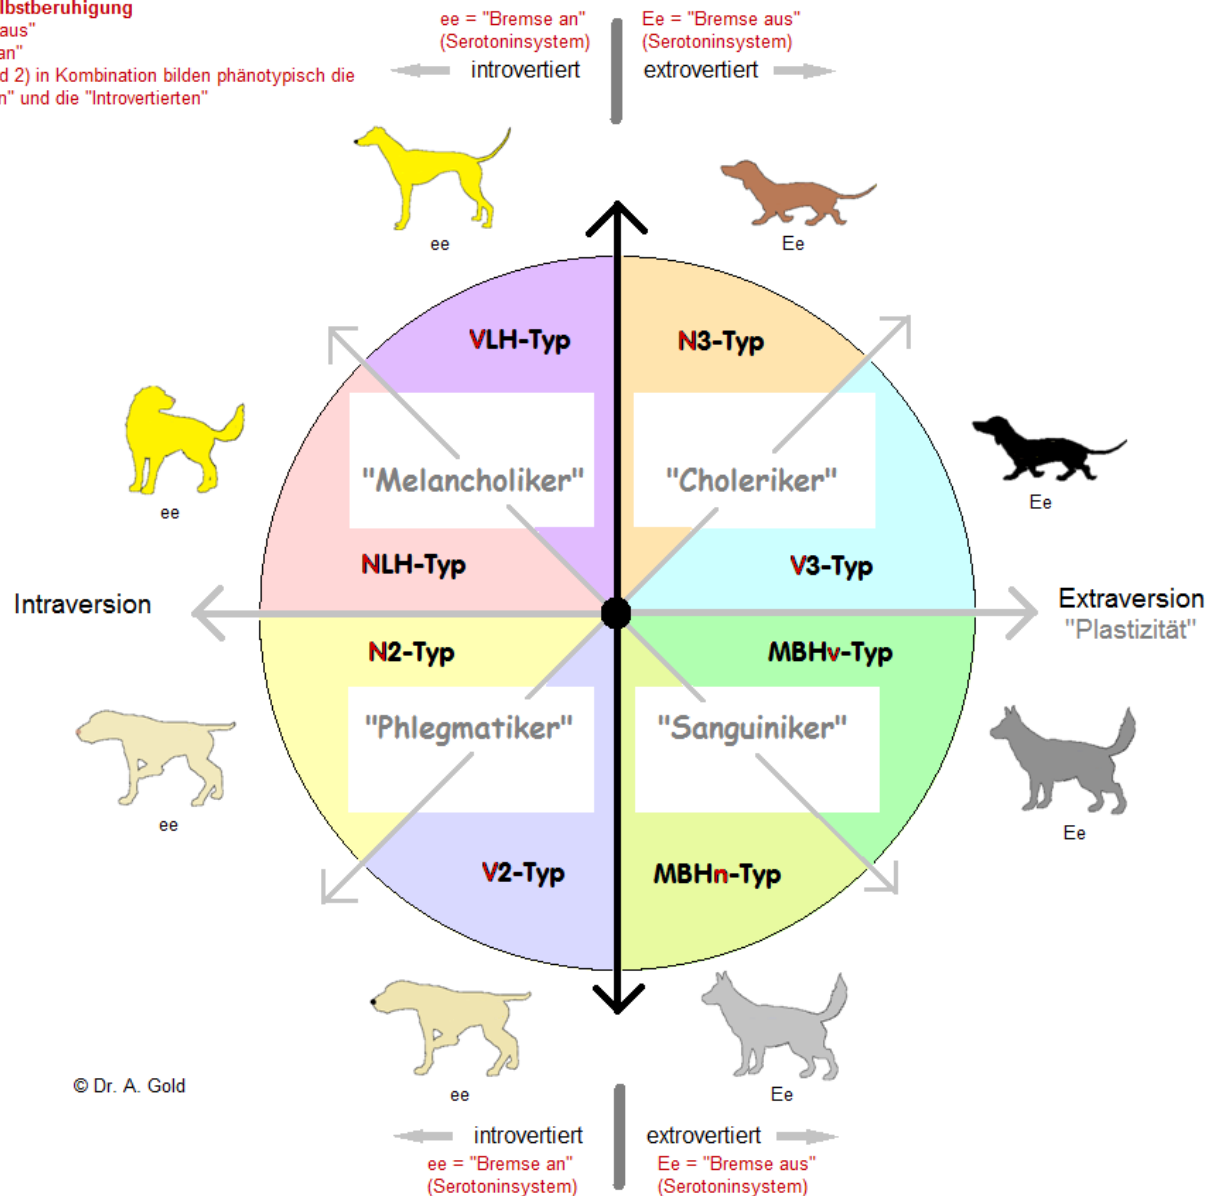 lbstberuhigung
aus"
an"
d 2) in Kombination bilden phänotypisch die
n" und die "Introvertierten"
ee = "Bremse an"
(Serotoninsystem)
introvertiert
Ee = "Bremse aus"
(Serotoninsystem)
extrovertiert
ee
Ee
VLH-Typ
N3-Typ
"Melancholiker"
"Choleriker"
ee
Ee
NLH-Typ
V3-Typ
Intraversion
Extraversion
"Plastizität"
N2-Typ
MBHv-Typ
"Phlegmatiker"
"Sanguiniker"
ee
Ee
V2-Typ
MBHn-Typ
© Dr. A. Gold
ee
Ee
introvertiert
ee = "Bremse an"
(Serotoninsystem)
extrovertiert
Ee = "Bremse aus"
(Serotoninsystem)